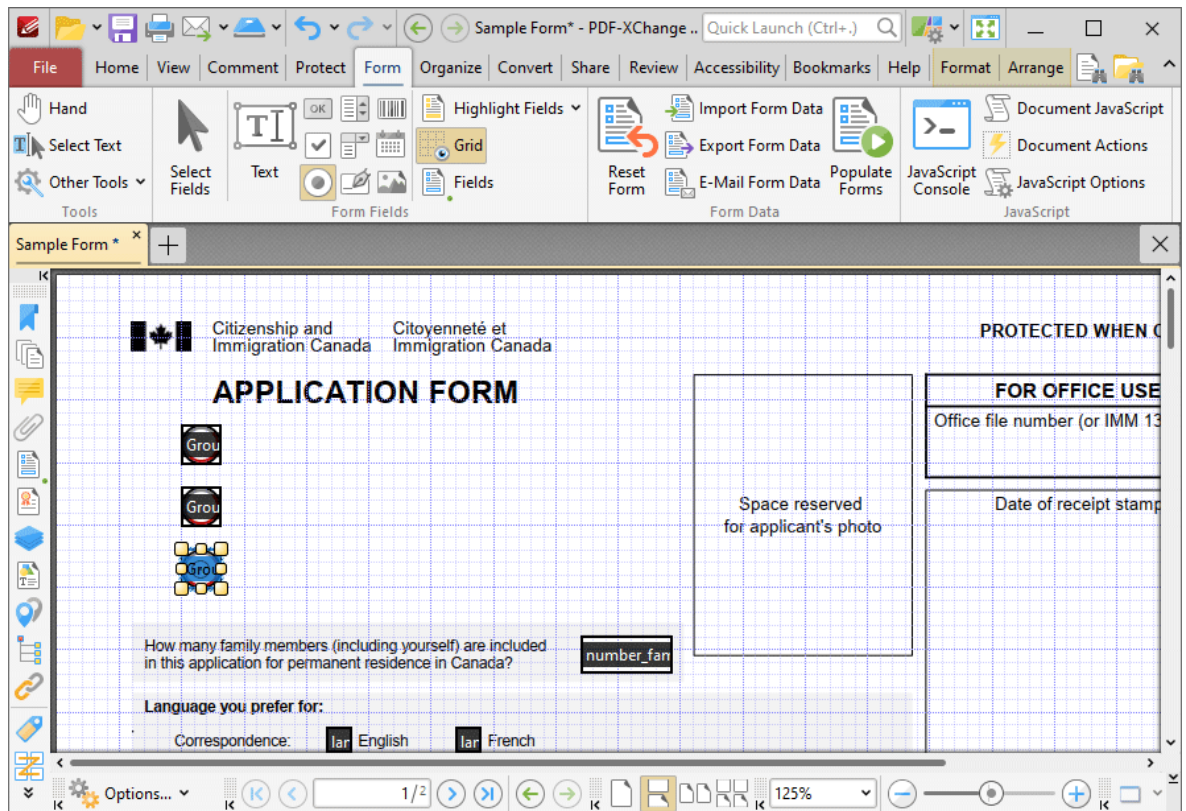 Sample Form* - PDF-XChange ..
Quick Launch (Ctrl+.)
File Home View Comment Protect Form Organize Convert Share Review Accessibility Bookmarks Help Format Arrange
Hand
Select Text
Other Tools
Tools
Select Fields
Text
OK
Highlight Fields
Grid
Fields
Form Fields
Reset Form
Import Form Data
Export Form Data
E-Mail Form Data
Populate Forms
Form Data
JavaScript Console
Document JavaScript
Document Actions
JavaScript Options
JavaScript
Sample Form *
Citizenship and Immigration Canada
Citoyenneté et Immigration Canada
PROTECTED WHEN
APPLICATION FORM
FOR OFFICE USE
Office file number (or IMM 13
Grou
Grou
Grou
Space reserved
for applicant's photo
Date of receipt stamp
How many family members (including yourself) are included
in this application for permanent residence in Canada?
number_fam
Language you prefer for:
Correspondence: lar English lar French
Options...
1/2
125%